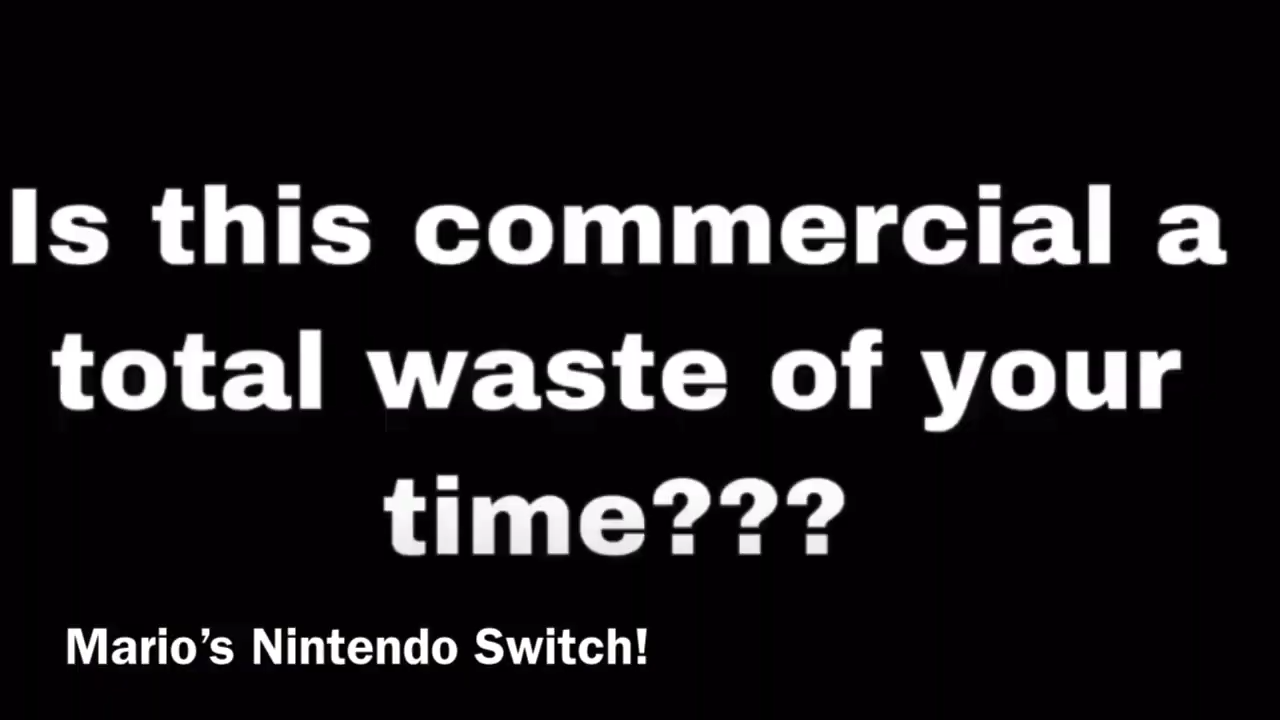 Is this commercial a
total waste of your
time???
Mario’s Nintendo Switch!